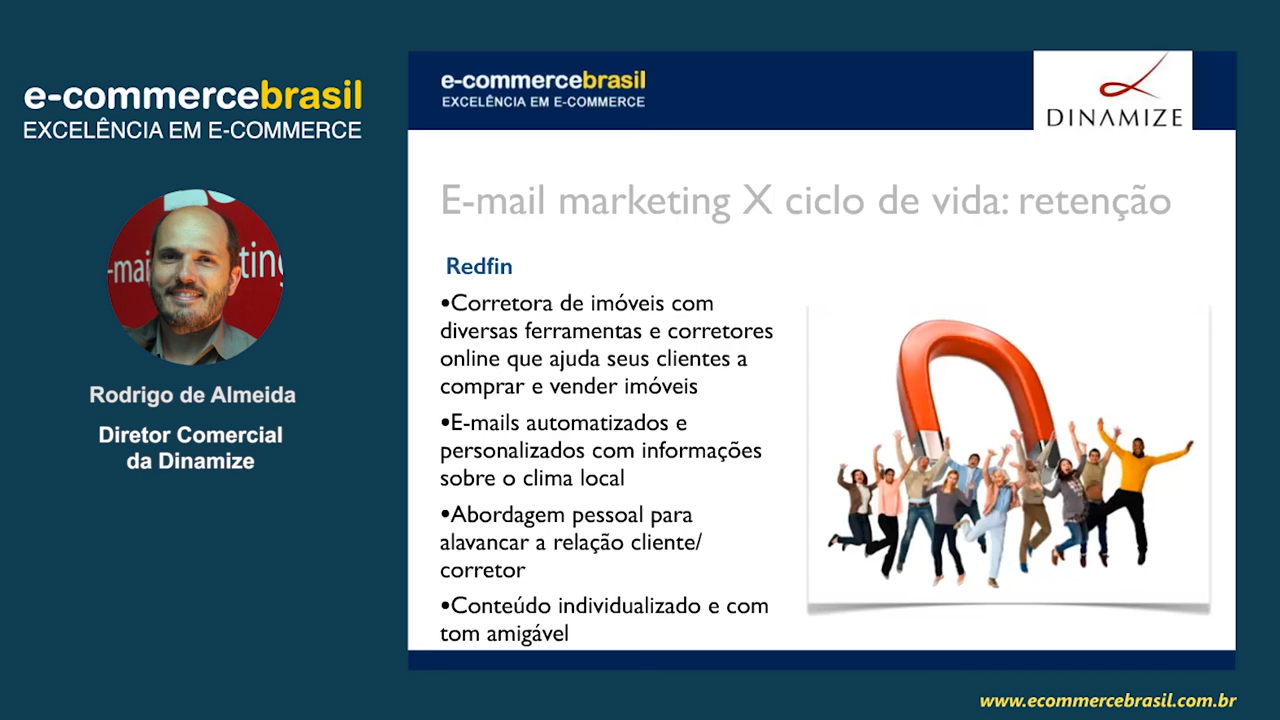 e-commercebrasil
EXCELÊNCIA EM E-COMMERCE
-mai
ting
Rodrigo de Almeida
Diretor Comercial
da Dinamize
e-commercebrasil
EXCELÊNCIA EM E-COMMERCE
DINAMIZE
E-mail marketing X ciclo de vida: retenção
Redfin
•Corretora de imóveis com
diversas ferramentas e corretores
online que ajuda seus clientes a
comprar e vender imóveis
•E-mails automatizados e
personalizados com informações
sobre o clima local
•Abordagem pessoal para
alavancar a relação cliente/
corretor
•Conteúdo individualizado e com
tom amigável
www.ecommercebrasil.com.br